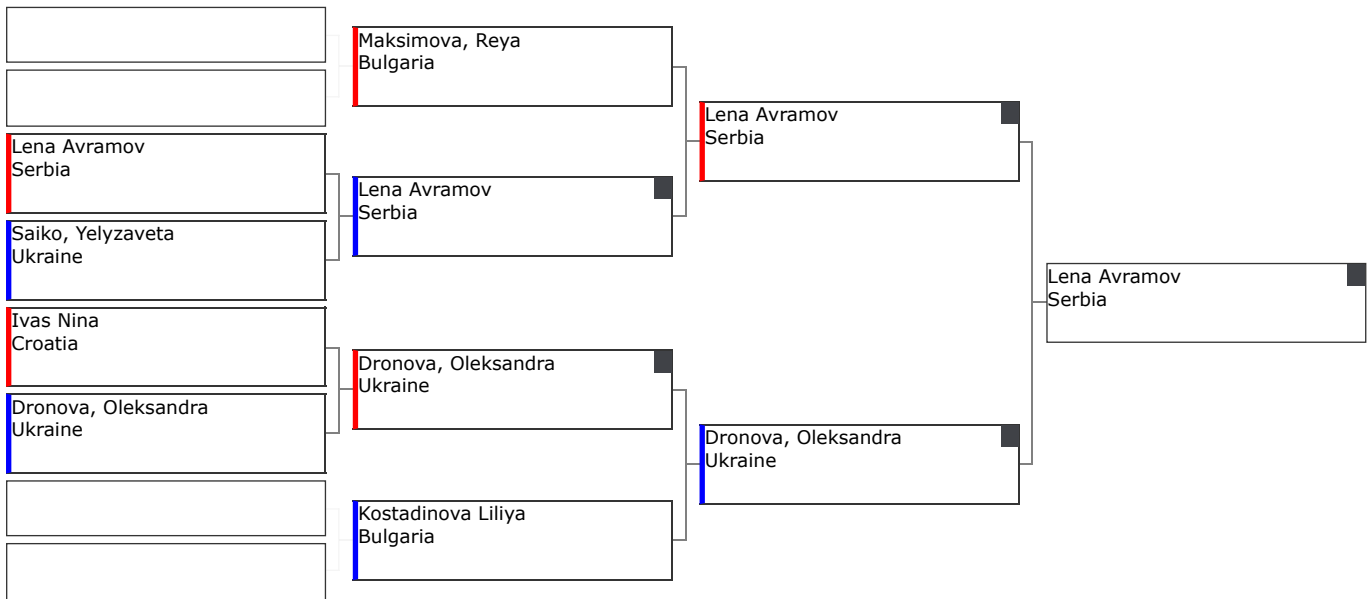 Maksimova, Reya
Bulgaria
Lena Avramov
Serbia
Lena Avramov
Serbia
Lena Avramov
Serbia
Saiko, Yelyzaveta
Ukraine
Lena Avramov
Serbia
Ivas Nina
Croatia
Dronova, Oleksandra
Ukraine
Dronova, Oleksandra
Ukraine
Dronova, Oleksandra
Ukraine
Kostadinova Liliya
Bulgaria